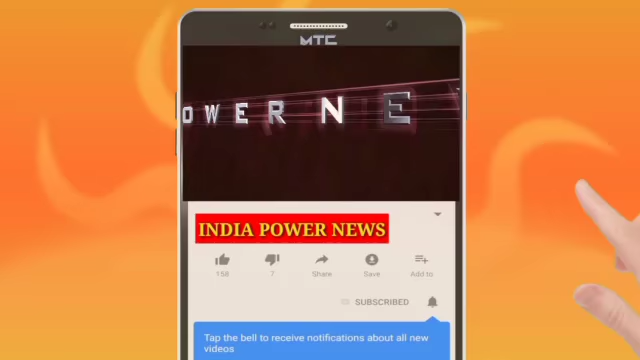 MTC
OWER NE
INDIA POWER NEWS
158
7
Share
Save
Add to
SUBSCRIBED
Tap the bell to receive notifications about all new
videos